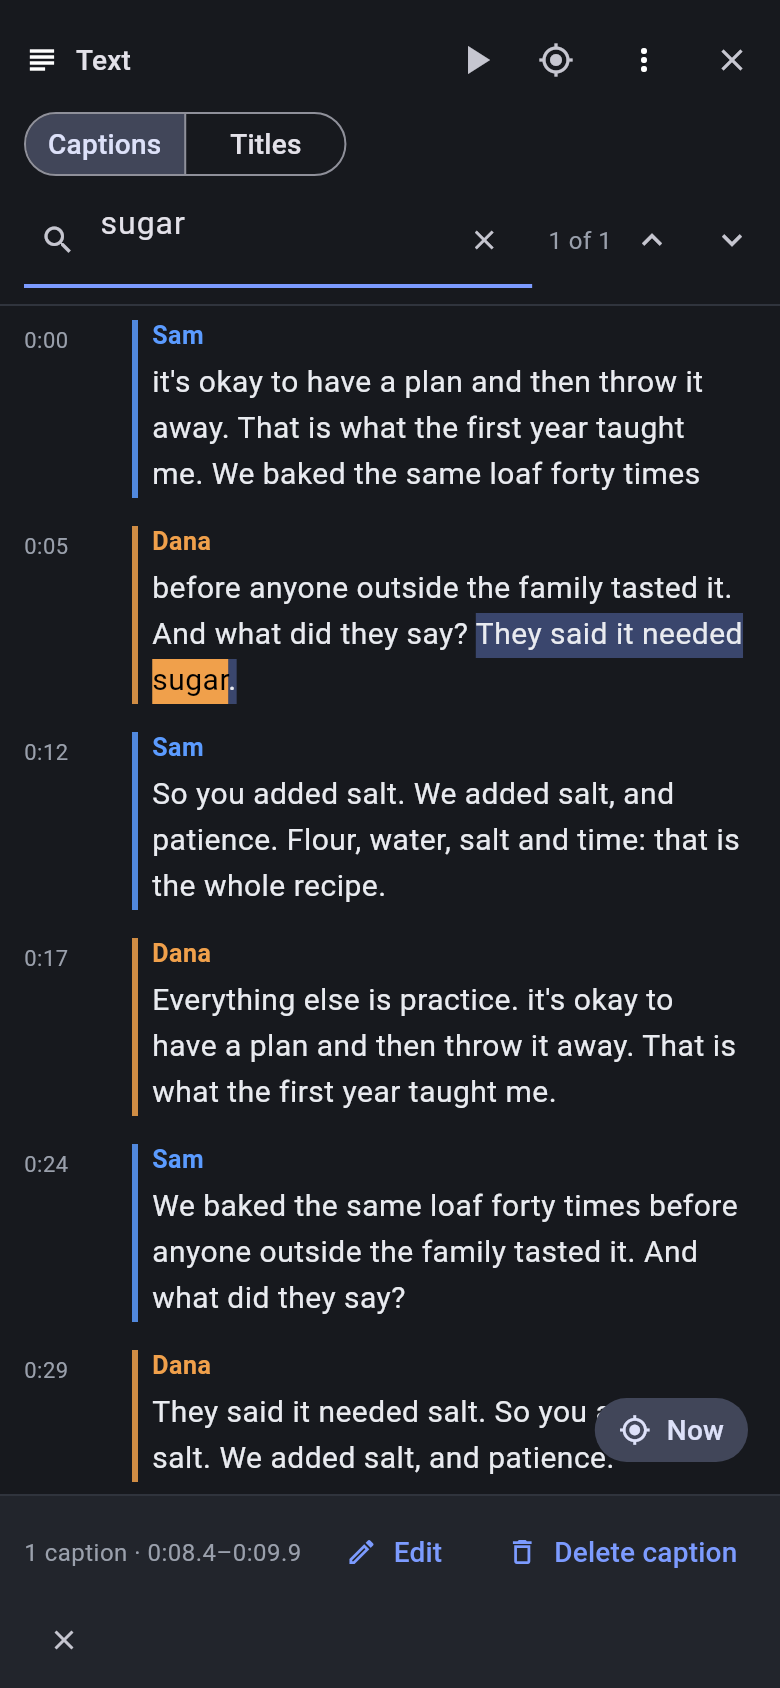 Text
Captions Titles
sugar
1 of 1
0:00
Sam
it's okay to have a plan and then throw it
away. That is what the first year taught
me. We baked the same loaf forty times
0:05
Dana
before anyone outside the family tasted it.
And what did they say? They said it needed
sugar.
0:12
Sam
So you added salt. We added salt, and
patience. Flour, water, salt and time: that is
the whole recipe.
0:17
Dana
Everything else is practice. it's okay to
have a plan and then throw it away. That is
what the first year taught me.
0:24
Sam
We baked the same loaf forty times before
anyone outside the family tasted it. And
what did they say?
0:29
Dana
They said it needed salt. So you
salt. We added salt, and patience.
Now
1 caption · 0:08.4–0:09.9 Edit Delete caption